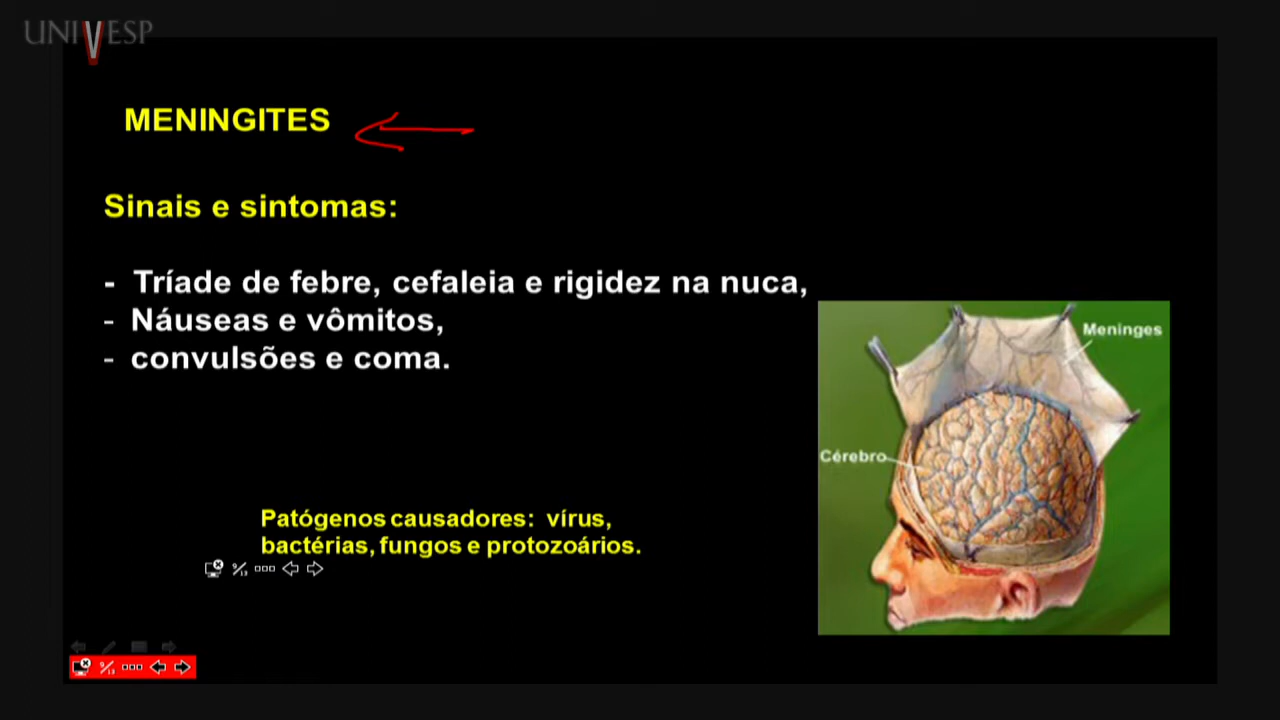 UNIVESP
MENINGITES
Sinais e sintomas:
- Tríade de febre, cefaleia e rigidez na nuca,
- Náuseas e vômitos,
- convulsões e coma.
Meninges
Cérebro
Patógenos causadores: vírus,
bactérias, fungos e protozoários.